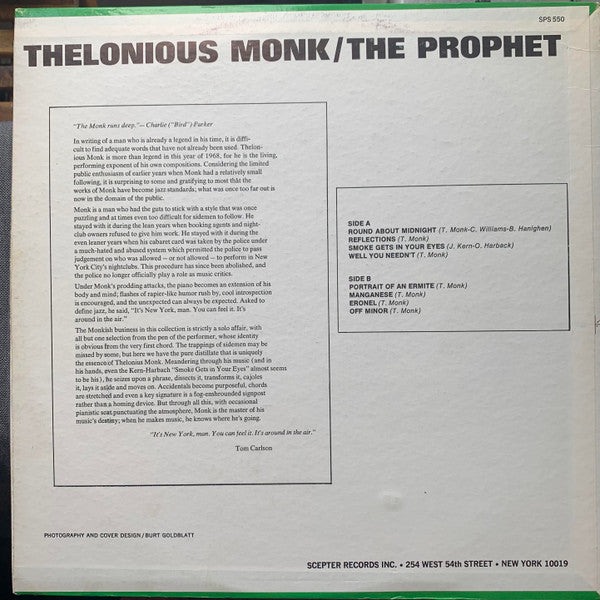 SPS 550
THELONIOUS MONK/THE PROPHET
"The Monk runs deep."—Charlie ("Bird") Parker
In writing of a man who is already a legend in his time, it is diffi-
cult to find adequate words that have not already been used. Thelon-
ious Monk is more than legend in this year of 1968, for he is the living,
performing exponent of his own compositions. Considering the limited
public enthusiasm of earlier years when Monk had a relatively small
following, it is surprising to some and gratifying to most that the
works of Monk have become jazz standards; what was once too far out is
now in the domain of the public.
Monk is a man who had the guts to stick with a style that was once
puzzling and at times even too difficult for sidemen to follow. He
stayed with it during the lean years when booking agents and night-
club owners refused to give him work. He stayed with it during the
even leaner years when his cabaret card was taken by the police under
a much-hated and abused system which permitted the police to pass
judgement on who was allowed — or not allowed — to perform in New
York City's nightclubs. This procedure has since been abolished, and
the police no longer officially play a role as music critics.
Under Monk's prodding attacks, the piano becomes an extension of his
body and mind; flashes of rapier-like humor rush by, cool introspection
is encouraged, and the unexpected can always be expected. Asked to
define jazz, he said, "It's New York, man. You can feel it. It's
around in the air."
The Monkish business in this collection is strictly a solo affair, with
all but one selection from the pen of the performer, whose identity
is obvious from the very first chord. The trappings of sidemen may be
missed by some, but here we have the pure distillate that is uniquely
the essence of Thelonius Monk. Meandering through his music (and in
his hands, even the Kern-Harbach "Smoke Gets in Your Eyes" almost seems
to be his), he seizes upon a phrase, dissects it, transforms it, cajoles
it, lays it aside and moves on. Accidentals become purposeful, chords
are stretched and even a key signature is a fog-enshrouded signpost
rather than a homing device. But through all this, with occasional
pianistic seat punctuating the atmosphere, Monk is the master of his
music's destiny; when he makes music, he knows where he's going.
"It's New York, man. You can feel it. It's around in the air."
Tom Carlson
SIDE A
ROUND ABOUT MIDNIGHT (T. Monk-C. Williams-B. Hanighen)
REFLECTIONS (T. Monk)
SMOKE GETS IN YOUR EYES (J. Kern-O. Harback)
WELL YOU NEEDN'T (T. Monk)
SIDE B
PORTRAIT OF AN ERMITE (T. Monk)
MANGANESE (T. Monk)
ERONEL (T. Monk)
OFF MINOR (T. Monk)
PHOTOGRAPHY AND COVER DESIGN/BURT GOLDBLATT
SCEPTER RECORDS INC. • 254 WEST 54th STREET • NEW YORK 10019